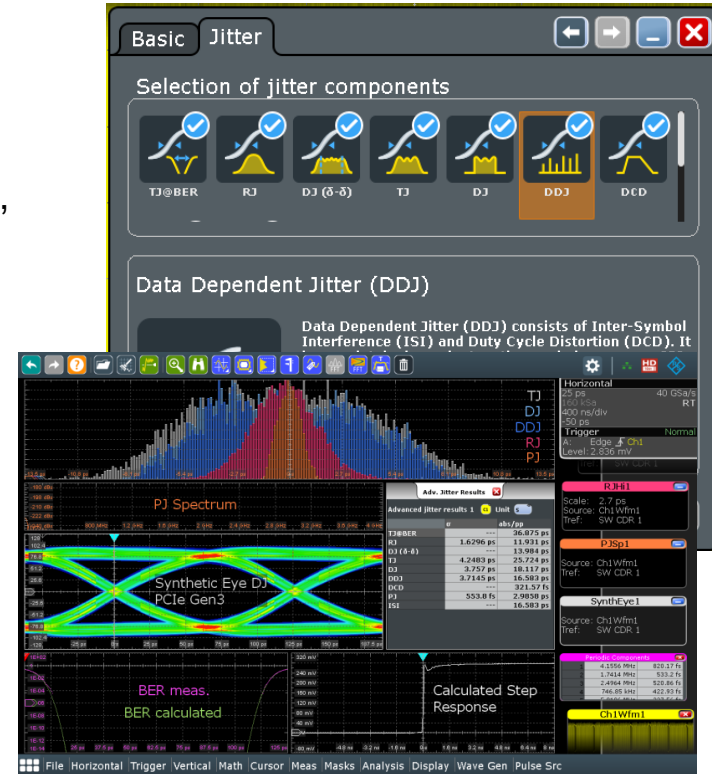 Basic Jitter
Selection of jitter components
TJ@BER RJ DJ (δ-δ) TJ DJ DDJ DCD
,
Data Dependent Jitter (DDJ)
Data Dependent Jitter (DDJ) consists of Inter-Symbol
Interference (ISI) and Duty Cycle Distortion (DCD). It
TJ
DJ
DDJ
RJ
PJ
Horizontal
25 ps 40 GSa/s
160 kSa RT
400 ns/div
-50 ps
Trigger Normal
A: Edge Ch1
Level: 2.836 mV
SW CDR 1
PJ Spectrum
Adv. Jitter Results
Advanced jitter results 1 Unit s
σ abs/pp
TJ@BER --- 36.875 ps
RJ 1.6296 ps 11.931 ps
DJ (δ-δ) --- 13.984 ps
TJ 4.2483 ps 25.724 ps
DJ 3.757 ps 18.117 ps
DDJ 3.7145 ps 16.583 ps
DCD --- 321.57 fs
PJ 553.8 fs 2.9858 ps
ISI --- 16.583 ps
RJHi1
Scale: 2.7 ps
Source: Ch1Wfm1
Tref: SW CDR 1
PJSp1
Source: Ch1Wfm1
Tref: SW CDR 1
SynthEye1
Source: Ch1Wfm1
Tref: SW CDR 1
Synthetic Eye DJ
PCIe Gen3
BER meas.
BER calculated
Calculated Step
Response
Periodic Components
4.1556 MHz 820.17 fs
1.7414 MHz 533.2 fs
2.4964 MHz 520.86 fs
746.85 kHz 422.93 fs
Ch1Wfm1
File Horizontal Trigger Vertical Math Cursor Meas Masks Analysis Display Wave Gen Pulse Src